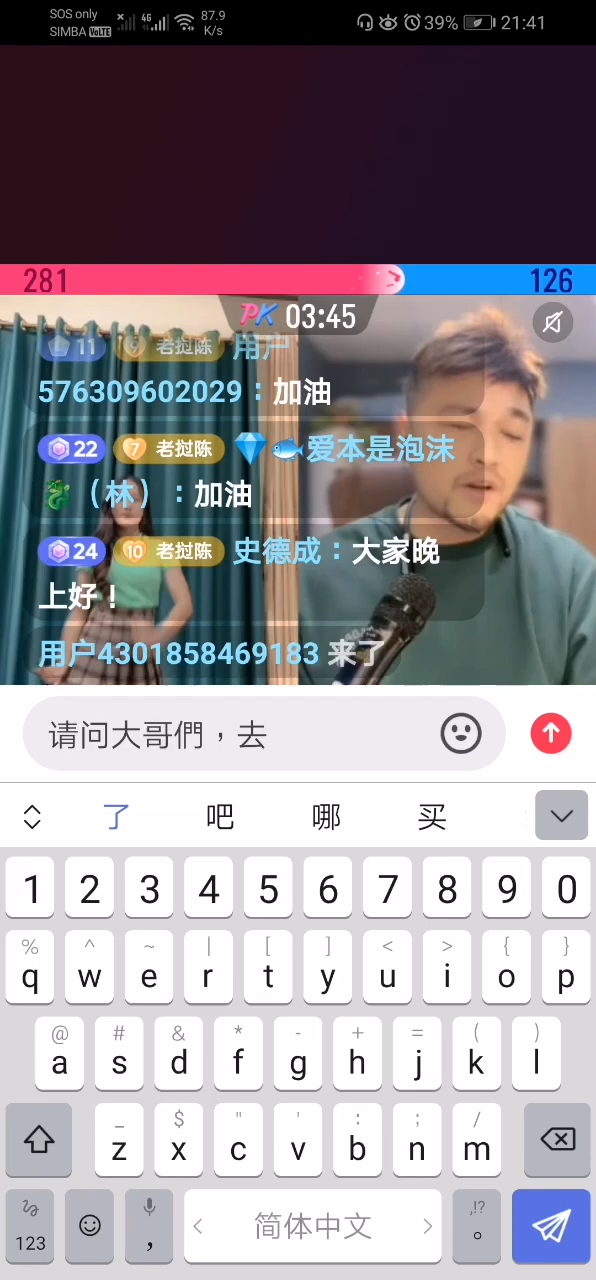 SOS only
SIMBA VoLTE
4G
87.9
K/s
39%
21:41
281
126
PK 03:45
11 老挝陈 用户
576309602029：加油
22 7 老挝陈 💎🐟爱本是泡沫
🐉（林）：加油
24 10 老挝陈 史德成：大家晚
上好！
用户4301858469183 来了
请问大哥們，去
了 吧 哪 买
1 2 3 4 5 6 7 8 9 0
% ^ ~ | [ ] < > { }
q w e r t y u i o p
@ # & * - + = ( )
a s d f g h j k l
_ $ " ' : ; /
z x c v b n m
123 ， 简体中文 ,!? 。